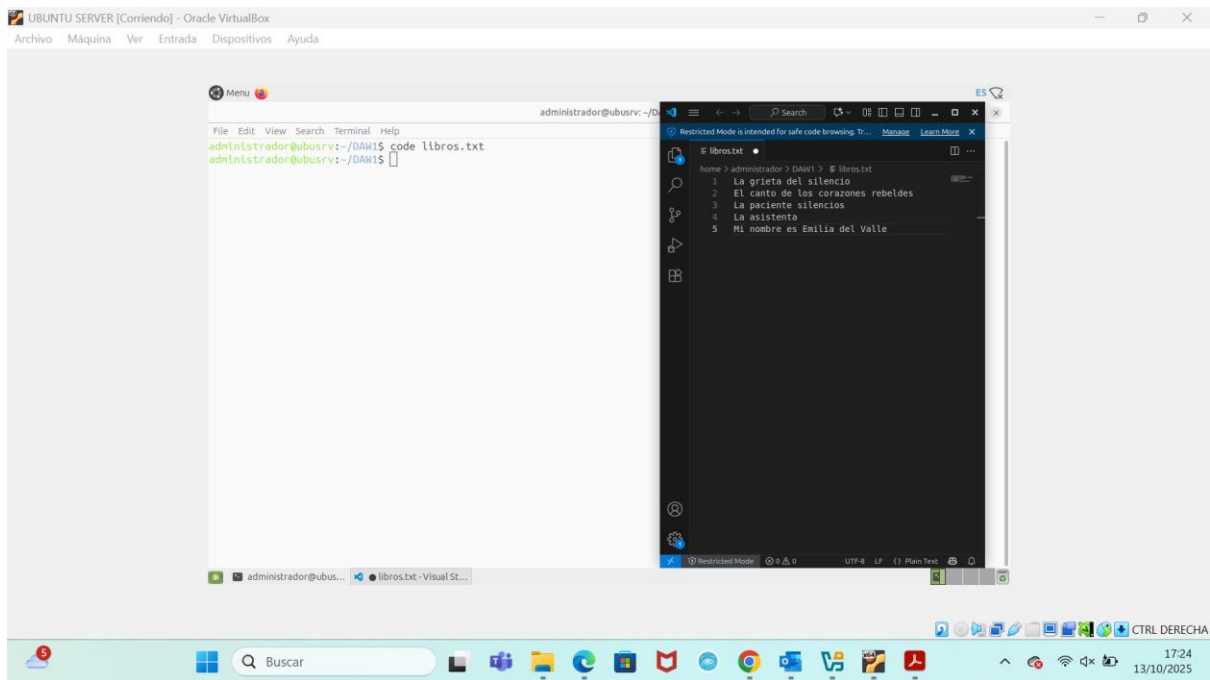 UBUNTU SERVER [Corriendo] - Oracle VirtualBox
Archivo Máquina Ver Entrada Dispositivos Ayuda
Menu
ES
administrador@ubusrv: ~/D
File Edit View Search Terminal Help
administrador@ubusrv:~/DAW1$ code libros.txt
administrador@ubusrv:~/DAW1$
Search
Restricted Mode is intended for safe code browsing. Tr... Manage Learn More
libros.txt
home > administrador > DAW1 > libros.txt
1 La grieta del silencio
2 El canto de los corazones rebeldes
3 La paciente silencios
4 La asistenta
5 Mi nombre es Emilia del Valle
Restricted Mode 0 0 UTF-8 LF {} Plain Text
administrador@ubus... libros.txt - Visual St...
CTRL DERECHA
5
Buscar
17:24
13/10/2025